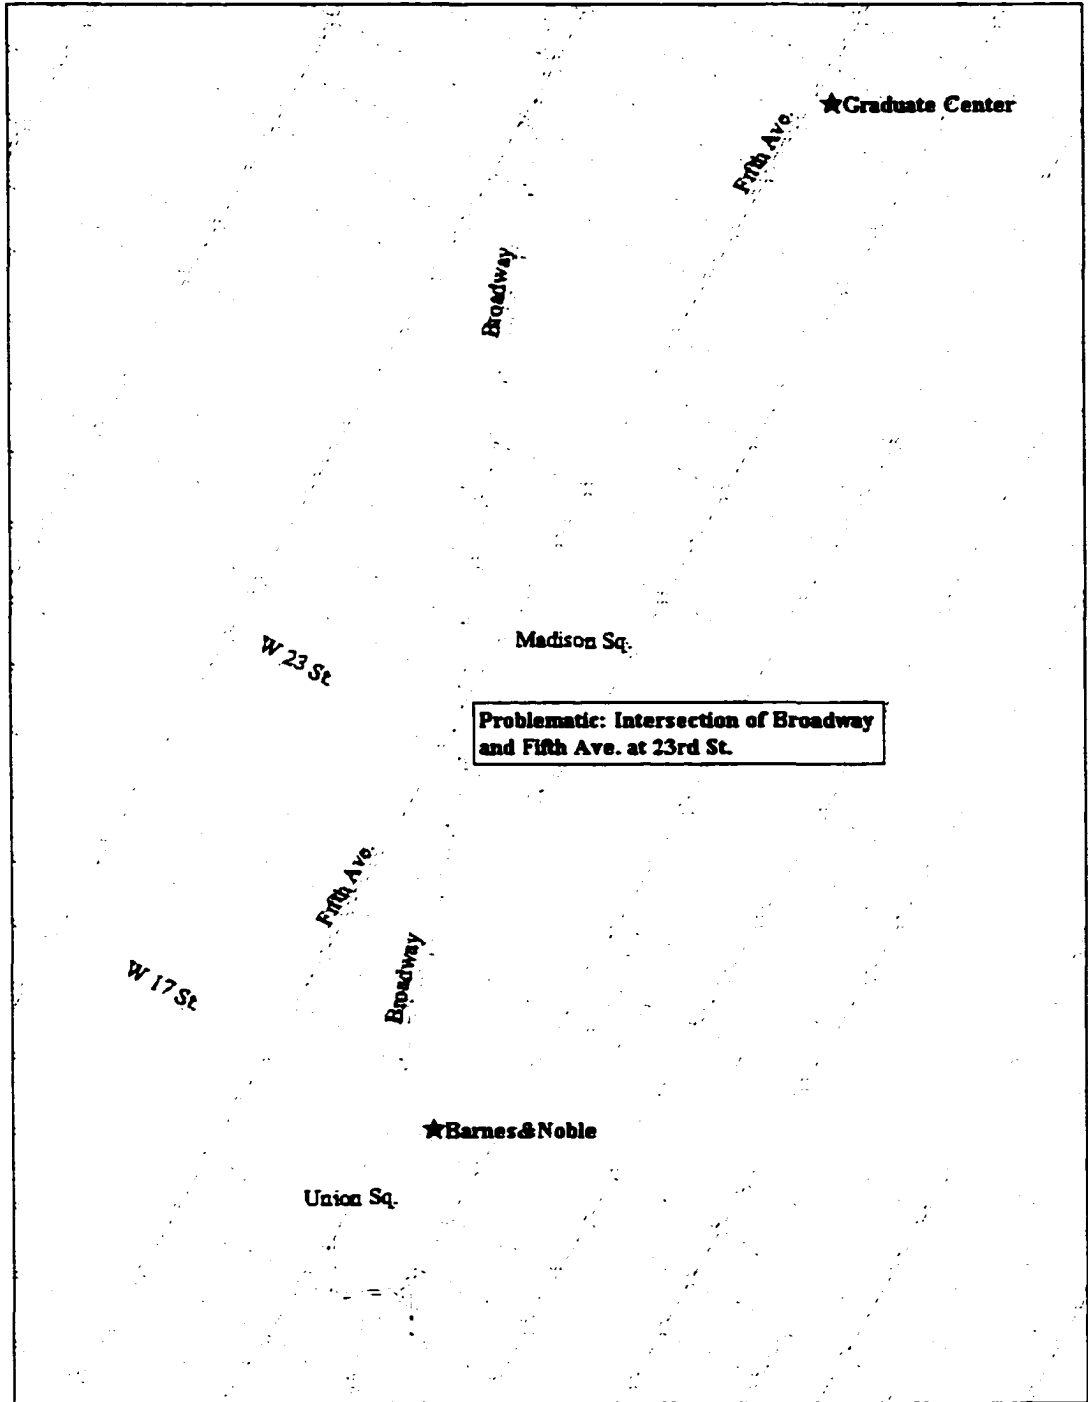 Graduate Center
Fifth Ave.
Broadway
Madison Sq.
W 23 St
Problematic: Intersection of Broadway
and Fifth Ave. at 23rd St.
Fifth Ave.
Broadway
W 17 St
Barnes&Noble
Union Sq.